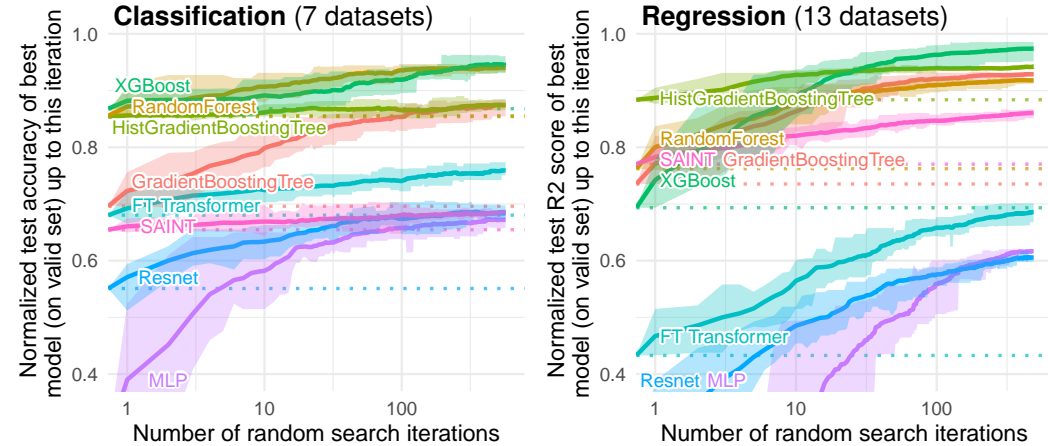 Classification (7 datasets)
Normalized test accuracy of best
model (on valid set) up to this iteration
1.0
0.8
0.6
0.4
XGBoost
RandomForest
HistGradientBoostingTree
GradientBoostingTree
FT Transformer
SAINT
Resnet
MLP
1
10
100
Number of random search iterations
Regression (13 datasets)
Normalized test R2 score of best
model (on valid set) up to this iteration
1.0
0.8
0.6
0.4
HistGradientBoostingTree
RandomForest
SAINT GradientBoostingTree
XGBoost
FT Transformer
Resnet MLP
1
10
100
Number of random search iterations